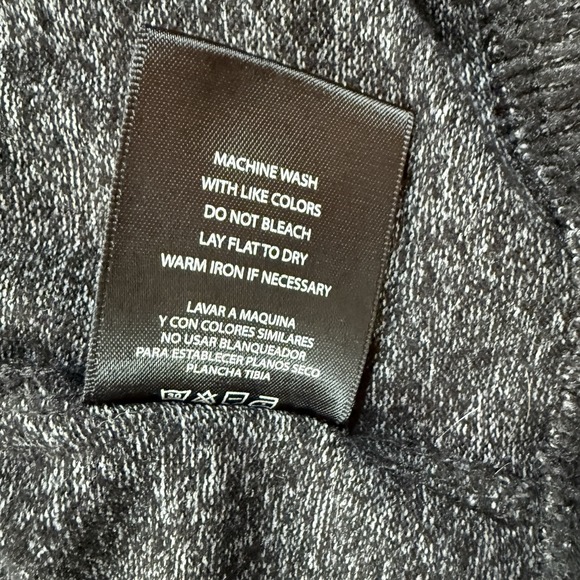 MACHINE WASH
WITH LIKE COLORS
DO NOT BLEACH
LAY FLAT TO DRY
WARM IRON IF NECESSARY
LAVAR A MAQUINA
Y CON COLORES SIMILARES
NO USAR BLANQUEADOR
PARA ESTABLECER PLANOS SECO
PLANCHA TIBIA
30